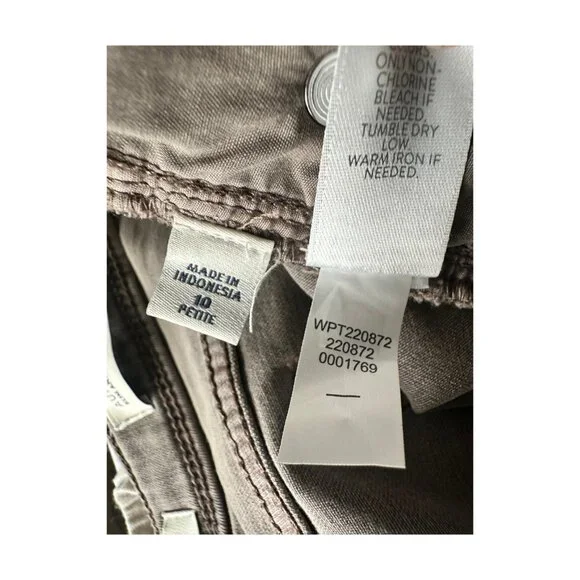 ONLY NON-
CHLORINE
BLEACH IF
NEEDED.
TUMBLE DRY
LOW.
WARM IRON IF
NEEDED.
MADE IN
INDONESIA
10
PETITE
WPT220872
220872
0001769